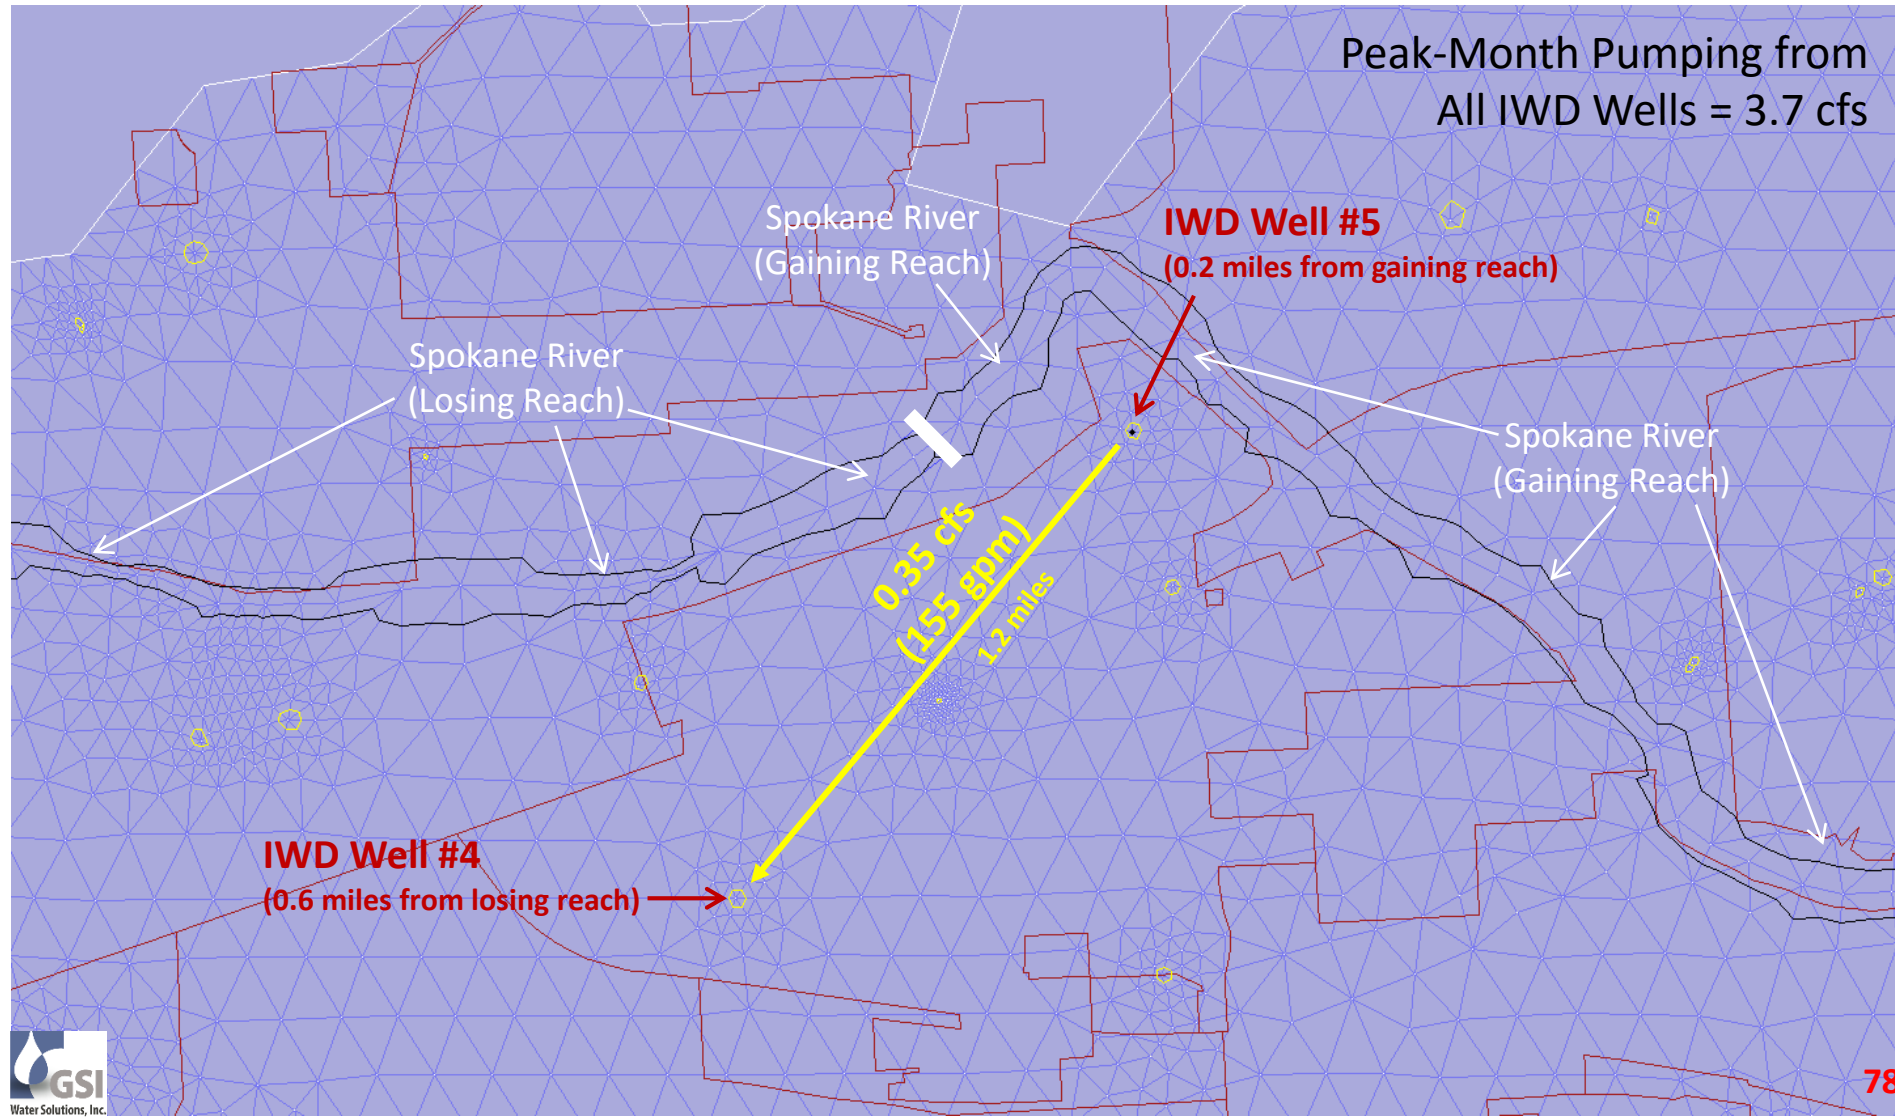 Peak-Month Pumping from
All IWD Wells = 3.7 cfs
Spokane River
(Gaining Reach)
IWD Well #5
(0.2 miles from gaining reach)
Spokane River
(Losing Reach)
Spokane River
(Gaining Reach)
0.35 cfs
(155 gpm)
1.2 miles
IWD Well #4
(0.6 miles from losing reach)
GSI
Water Solutions, Inc.
78